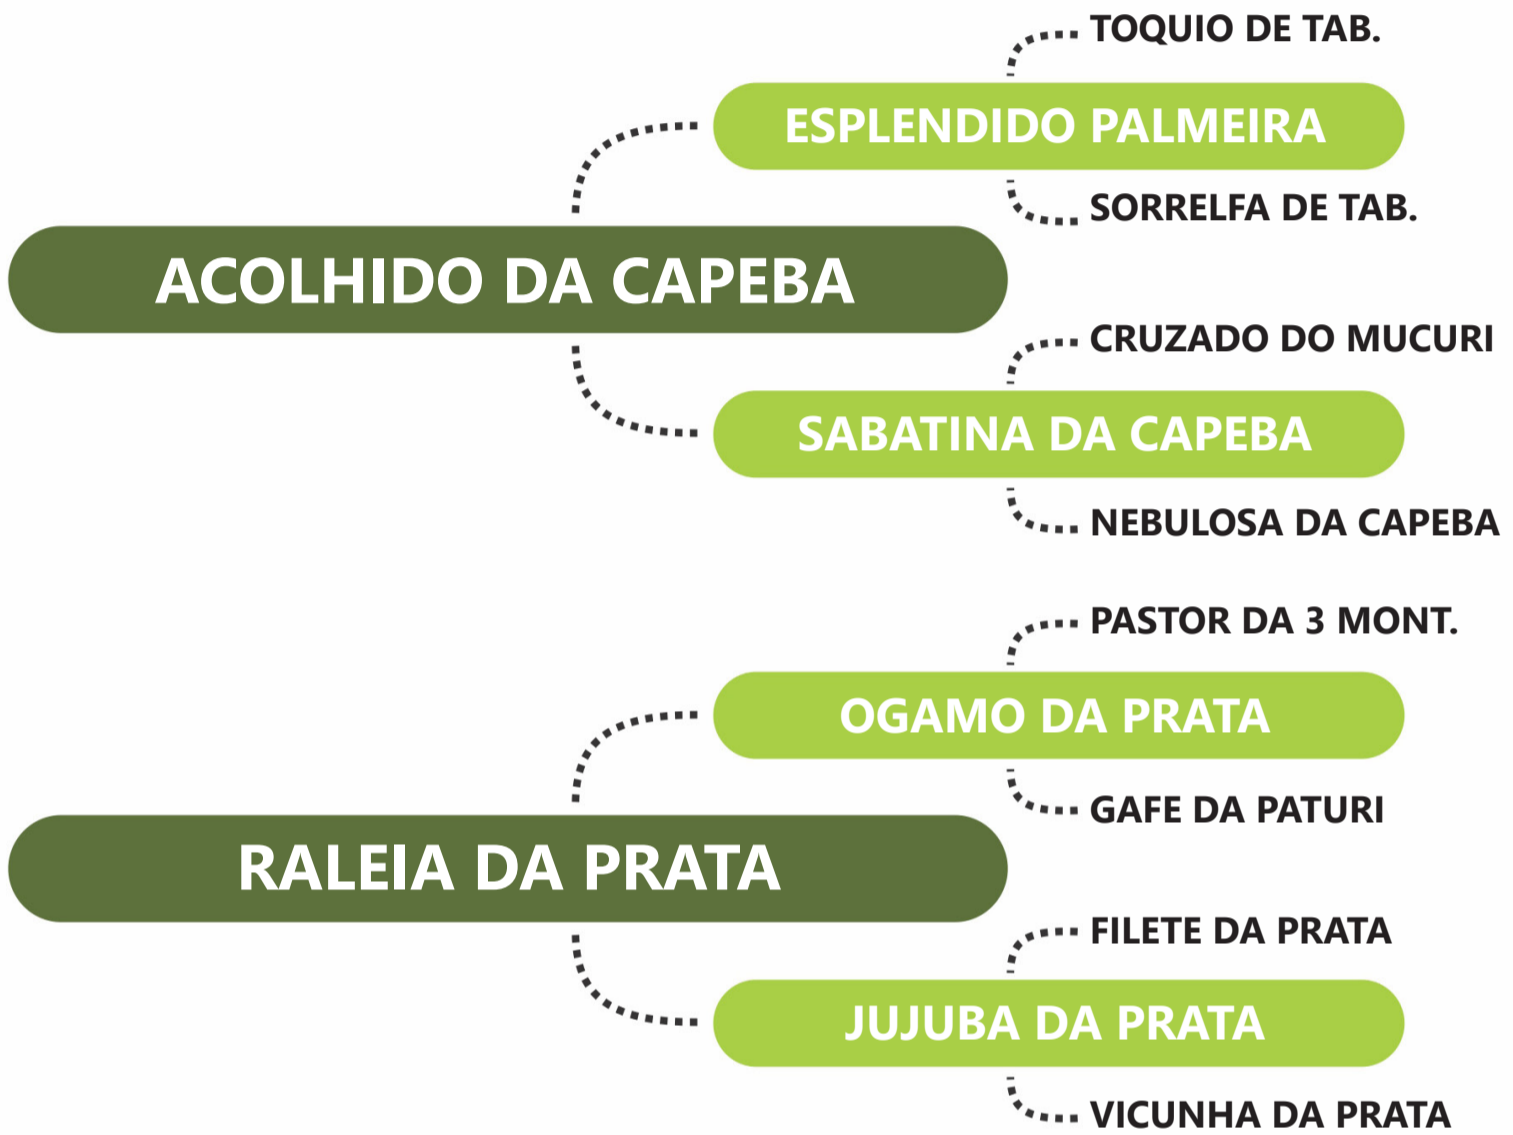 TOQUIO DE TAB.
ESPLENDIDO PALMEIRA
SORRELFA DE TAB.
ACOLHIDO DA CAPEBA
CRUZADO DO MUCURI
SABATINA DA CAPEBA
NEBULOSA DA CAPEBA
PASTOR DA 3 MONT.
OGAMO DA PRATA
GAFE DA PATURI
RALEIA DA PRATA
FILETE DA PRATA
JUJUBA DA PRATA
VICUNHA DA PRATA